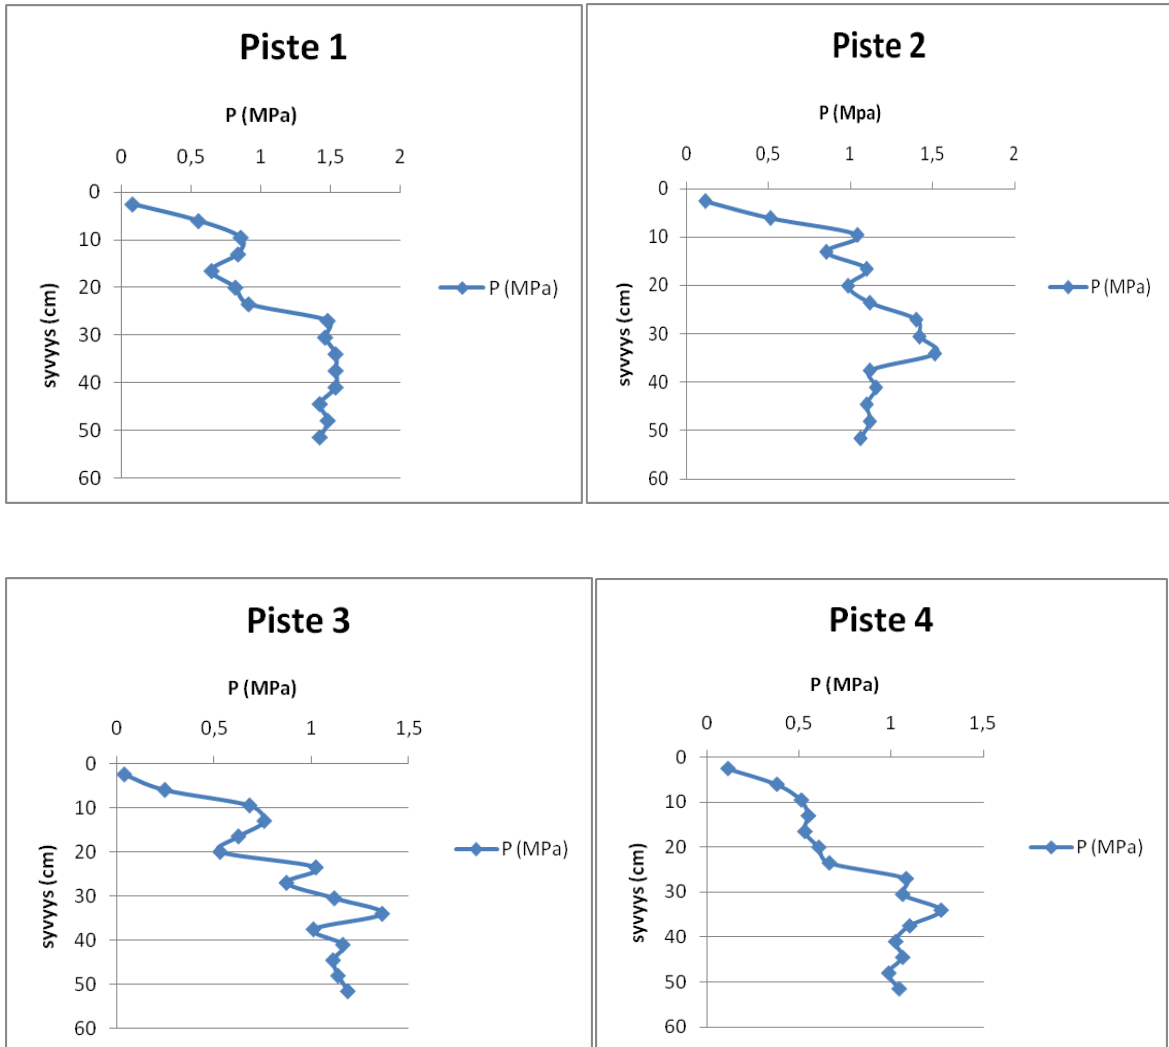 Piste 1
P (MPa)
0 0,5 1 1,5 2
0
10
20
30
40
50
60
syvyys (cm)
P (MPa)
Piste 2
P (Mpa)
0 0,5 1 1,5 2
0
10
20
30
40
50
60
syvyys (cm)
P (MPa)
Piste 3
P (MPa)
0 0,5 1 1,5
0
10
20
30
40
50
60
syvyys (cm)
P (MPa)
Piste 4
P (MPa)
0 0,5 1 1,5
0
10
20
30
40
50
60
syvyys (cm)
P (MPa)